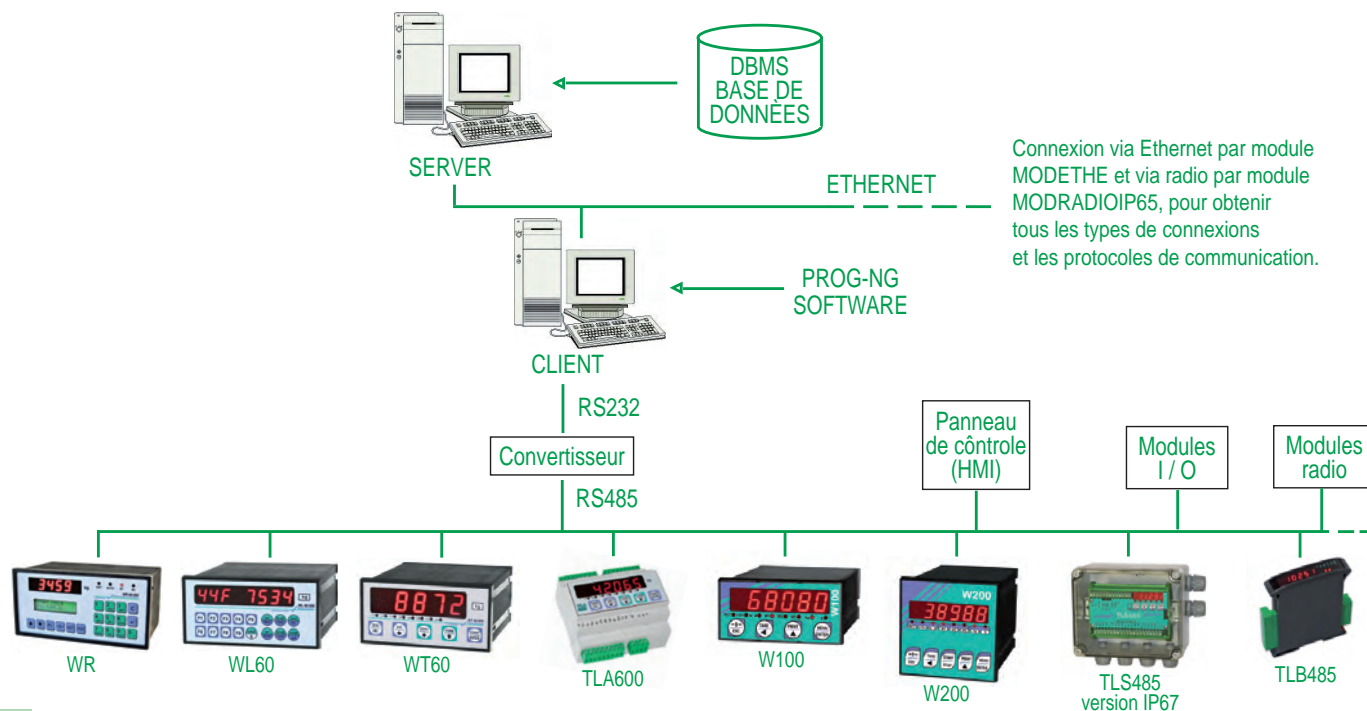 DBMS
BASE DE
DONNÈES
SERVER
ETHERNET
Connexion via Ethernet par module
MODETHE et via radio par module
MODRADIOIP65, pour obtenir
tous les types de connexions
et les protocoles de communication.
PROG-NG
SOFTWARE
CLIENT
RS232
Convertisseur
RS485
Panneau
de côntrole
(HMI)
Modules
I / O
Modules
radio
3459
44F 7534
8872
42065
68080
W100
W200
38988
WR
WL60
WT60
TLA600
W100
W200
TLS485
version IP67
TLB485